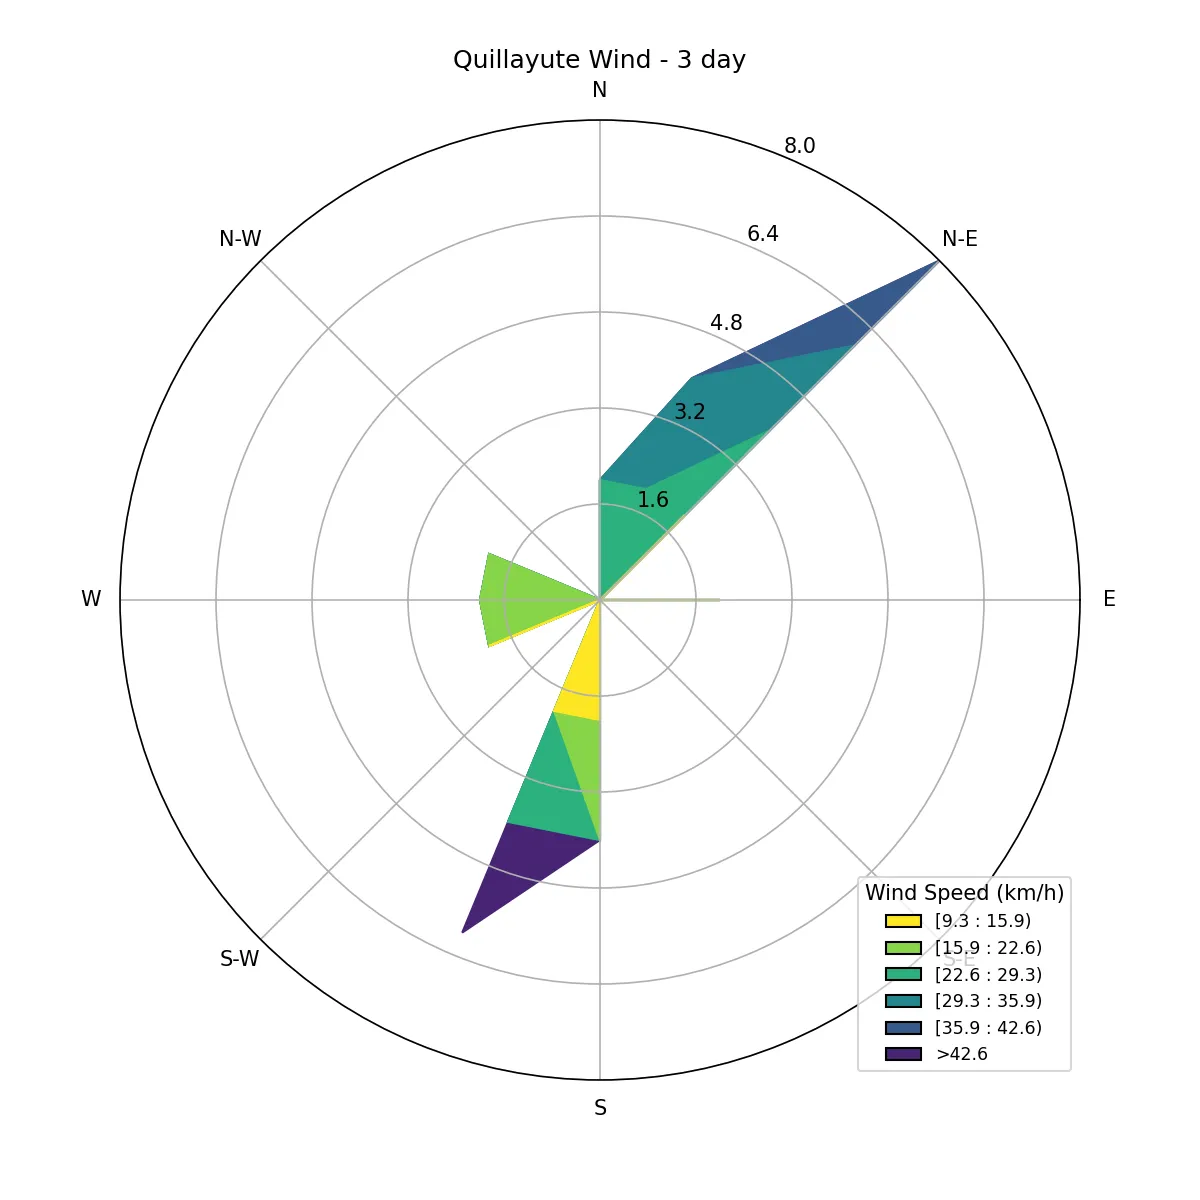 Quillayute Wind - 3 day
N
8.0
N-W
6.4
N-E
4.8
3.2
1.6
W
E
S-W
S-E
Wind Speed (km/h)
[9.3 : 15.9)
[15.9 : 22.6)
[22.6 : 29.3)
[29.3 : 35.9)
[35.9 : 42.6)
>42.6
S